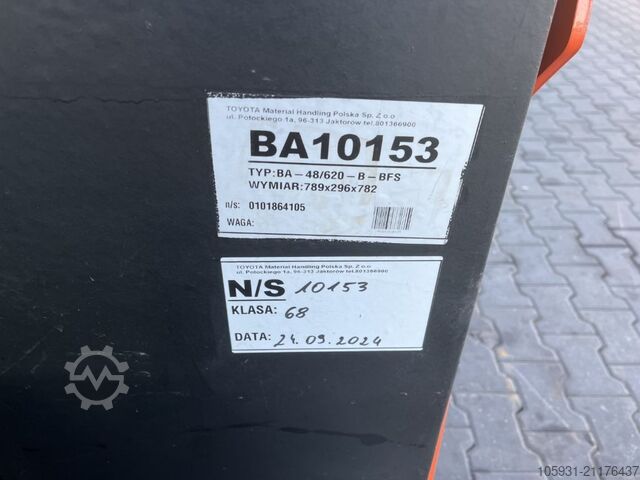 TOYOTA Material Handling Polska Sp. Z o.o
ul. Potockiego 1a, 96-313 Jaktorów tel.801366900
BA10153
TYP:BA - 48/620 - B - BFS
WYMIAR:789x296x782
n/s: 0101864105
WAGA:
TOYOTA Material Handling Polska Sp. Z o.o
ul. Potockiego 1a, 96-313 Jaktorów tel.801366900
N/S 10153
KLASA: 68
DATA: 24.09.2024
105931-21176437